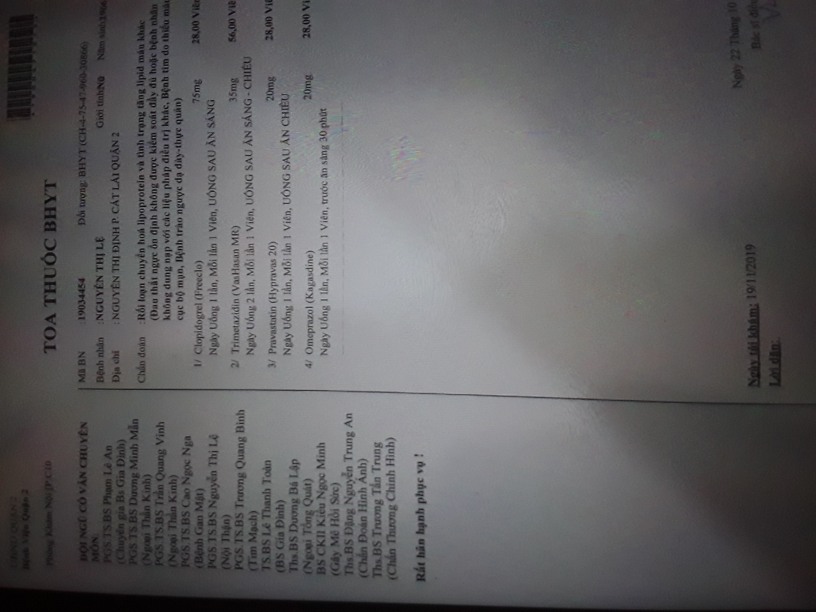 Bệnh Viện Quận 2
Phòng Khám Nội [P.C1]
TOA THUỐC BHYT
ĐỘI NGŨ CỐ VẤN CHUYÊN
MÔN:
PGS.TS.BS Phạm Lê An
(Chuyên gia Bs Gia Đình)
PGS.TS.BS Dương Minh Mẫn
(Ngoại Thần Kinh)
PGS.TS.BS Trần Quang Vinh
(Ngoại Thần Kinh)
PGS.TS.BS Cao Ngọc Nga
(Bệnh Gan Mật)
PGS.TS.BS Nguyễn Thị Lệ
(Nội Thận)
PGS.TS.BS Trương Quang Bình
(Tim Mạch)
TS.BS Lê Thanh Toàn
(BS Gia Đình)
Ths.BS Dương Bá Lập
(Ngoại Tổng Quát)
BS CKII Kiều Ngọc Minh
(Gây Mê Hồi Sức)
Ths.BS Đặng Nguyễn Trung An
(Chẩn Đoán Hình Ảnh)
Ths.BS Trương Tấn Trung
(Chấn Thương Chỉnh Hình)
Rất hân hạnh phục vụ !
Mã BN : 19034454 Đối tượng: BHYT (CH-4-75-47-960-30866)
Bệnh nhân : NGUYỄN THỊ LỆ Giới tính: Nữ Năm sinh:
Địa chỉ : NGUYỄN THỊ ĐỊNH P. CÁT LÁI QUẬN 2
Chẩn đoán : Rối loạn chuyển hoá lipoprotein và tình trạng tăng lipid máu khác
(Đau thắt ngực ổn định không được kiểm soát đầy đủ hoặc bệnh nhân
không dung nạp với các liệu pháp điều trị khác, Bệnh tim do thiếu máu
cục bộ mạn, Bệnh trào ngược dạ dày-thực quản)
1/ Clopidogrel (Freeclo) 75mg 28,00
Ngày Uống 1 lần, Mỗi lần 1 Viên, UỐNG SAU ĂN SÁNG
2/ Trimetazidin (VasHasan MR) 35mg 56,00
Ngày Uống 2 lần, Mỗi lần 1 Viên, UỐNG SAU ĂN SÁNG - CHIỀU
3/ Pravastatin (Hypravas 20) 20mg 28,00
Ngày Uống 1 lần, Mỗi lần 1 Viên, UỐNG SAU ĂN CHIỀU
4/ Omeprazol (Kagasdine) 20mg 28,00
Ngày Uống 1 lần, Mỗi lần 1 Viên, trước ăn sáng 30 phút
Ngày 22 Tháng 10
Bác sĩ
Ngày tái khám: 19/11/2019
Lời dặn: